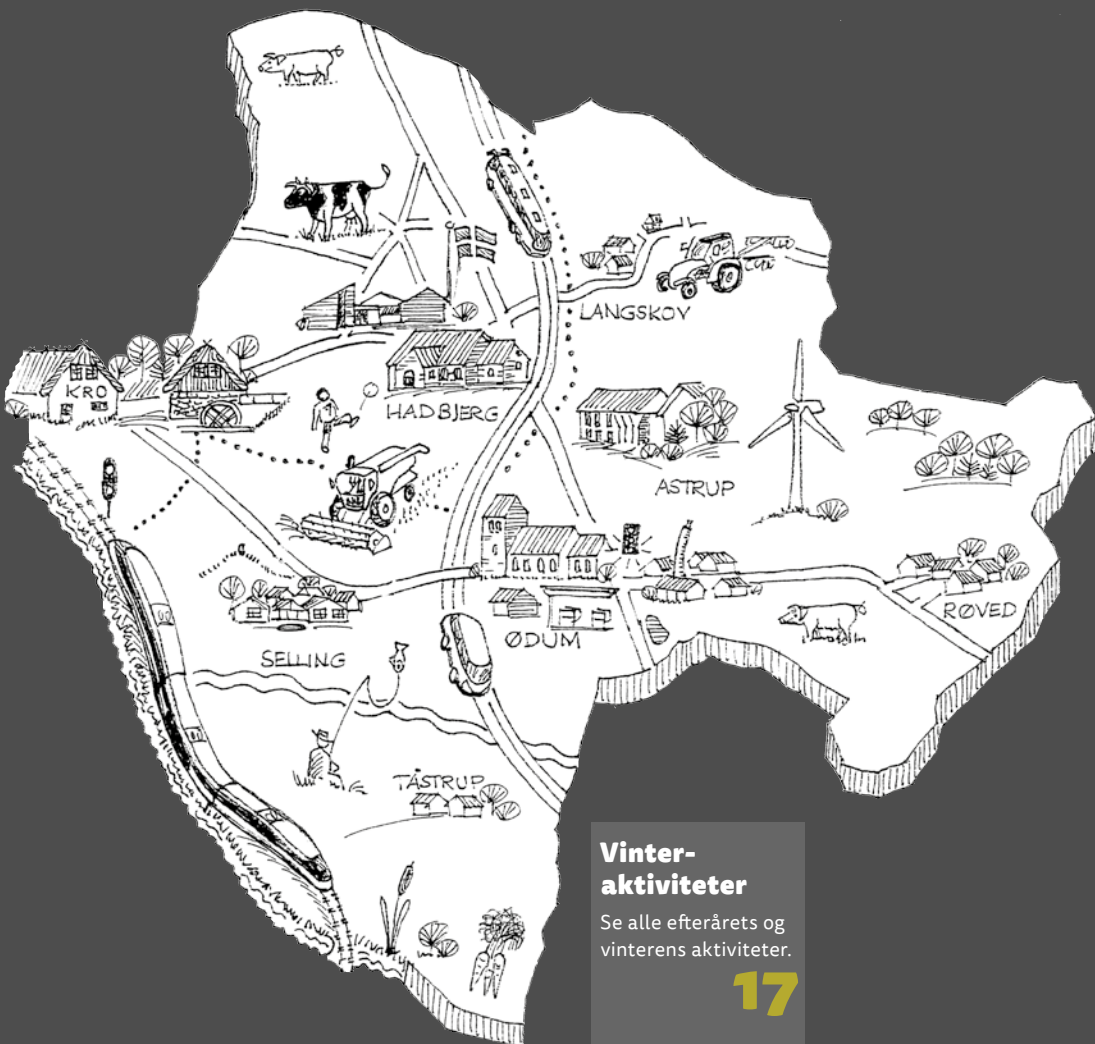 LANGSKOV
KRO
HADBJERG
ASTRUP
RØVED
ØDUM
SELLING
TÅSTRUP
Vinter-
aktiviteter
Se alle efterårets og
vinterens aktiviteter.
17